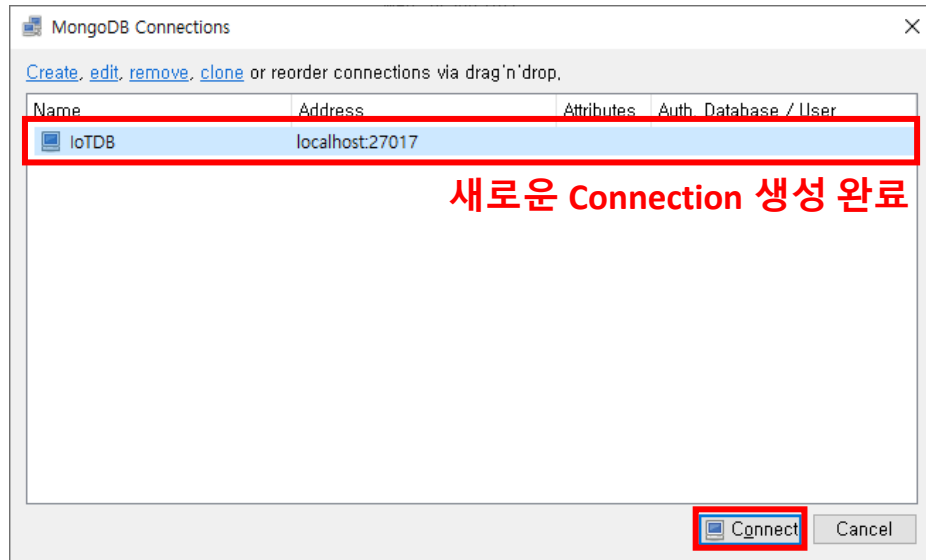 MongoDB Connections
Create, edit, remove, clone or reorder connections via drag'n'drop,
Name Address Attributes Auth, Database / User
IoTDB localhost:27017
새로운 Connection 생성 완료
Connect Cancel